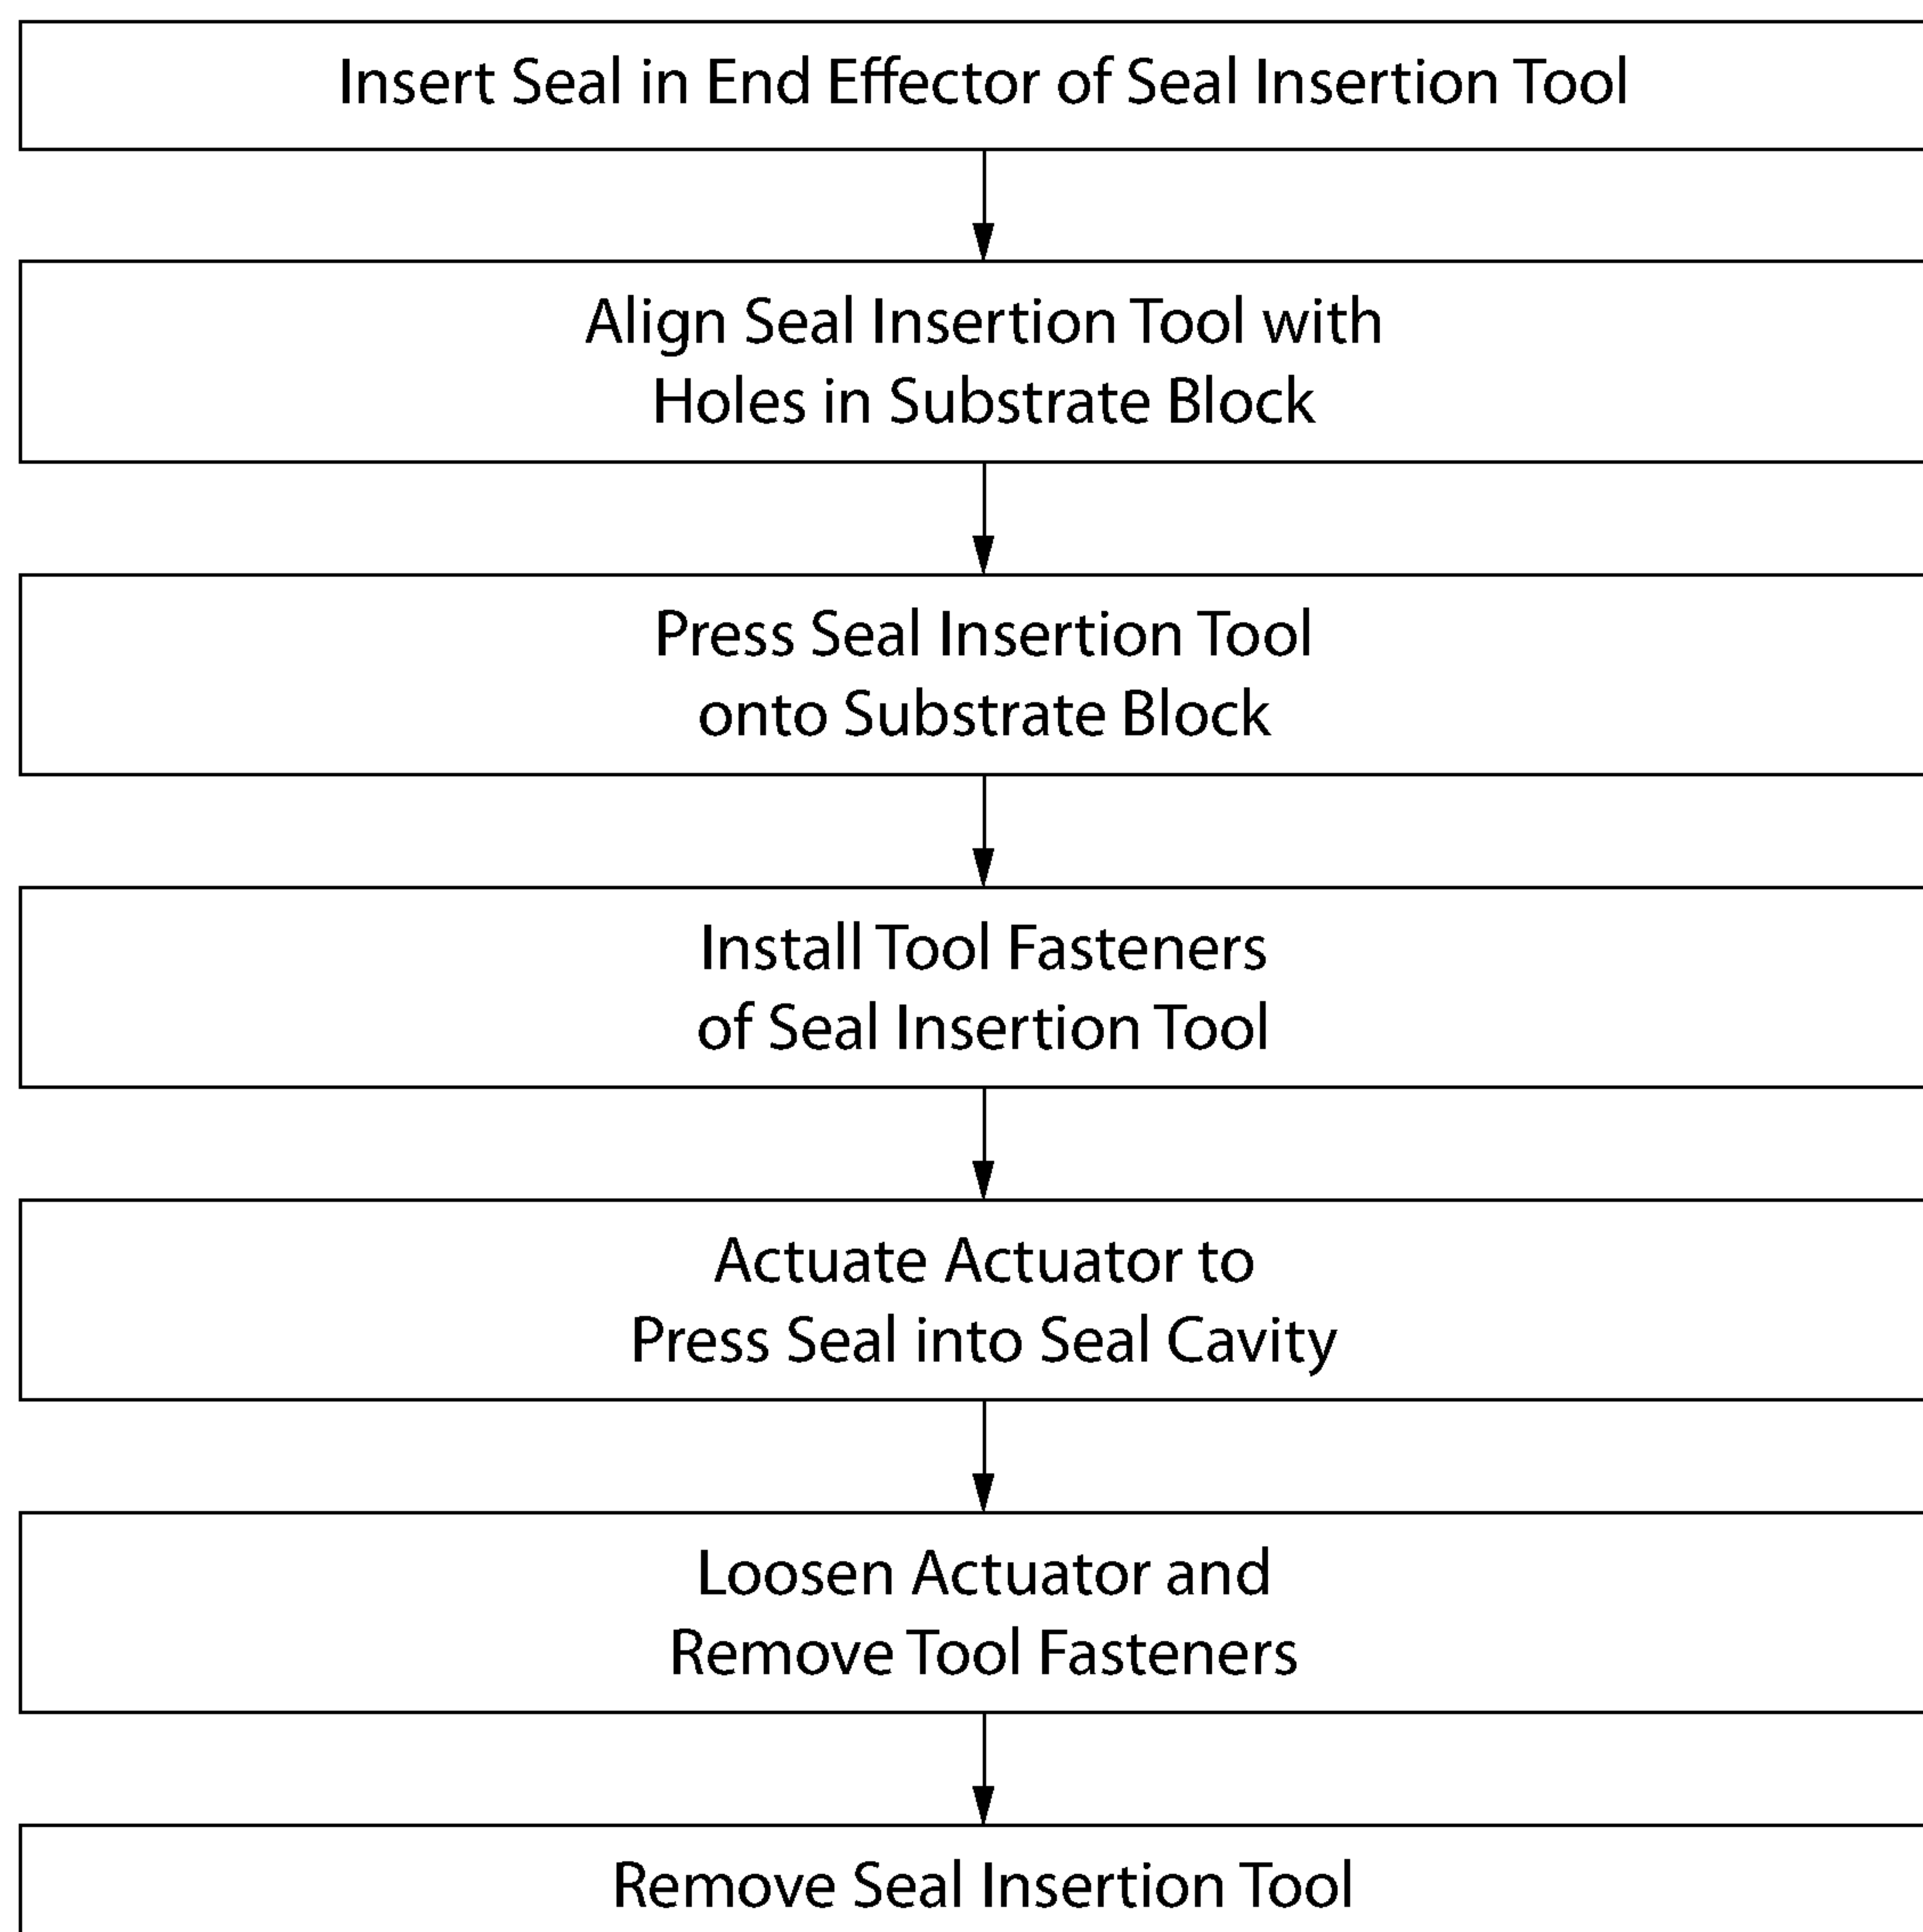 Insert Seal in End Effector of Seal Insertion Tool
Align Seal Insertion Tool with
Holes in Substrate Block
Press Seal Insertion Tool
onto Substrate Block
Install Tool Fasteners
of Seal Insertion Tool
Actuate Actuator to
Press Seal into Seal Cavity
Loosen Actuator and
Remove Tool Fasteners
Remove Seal Insertion Tool